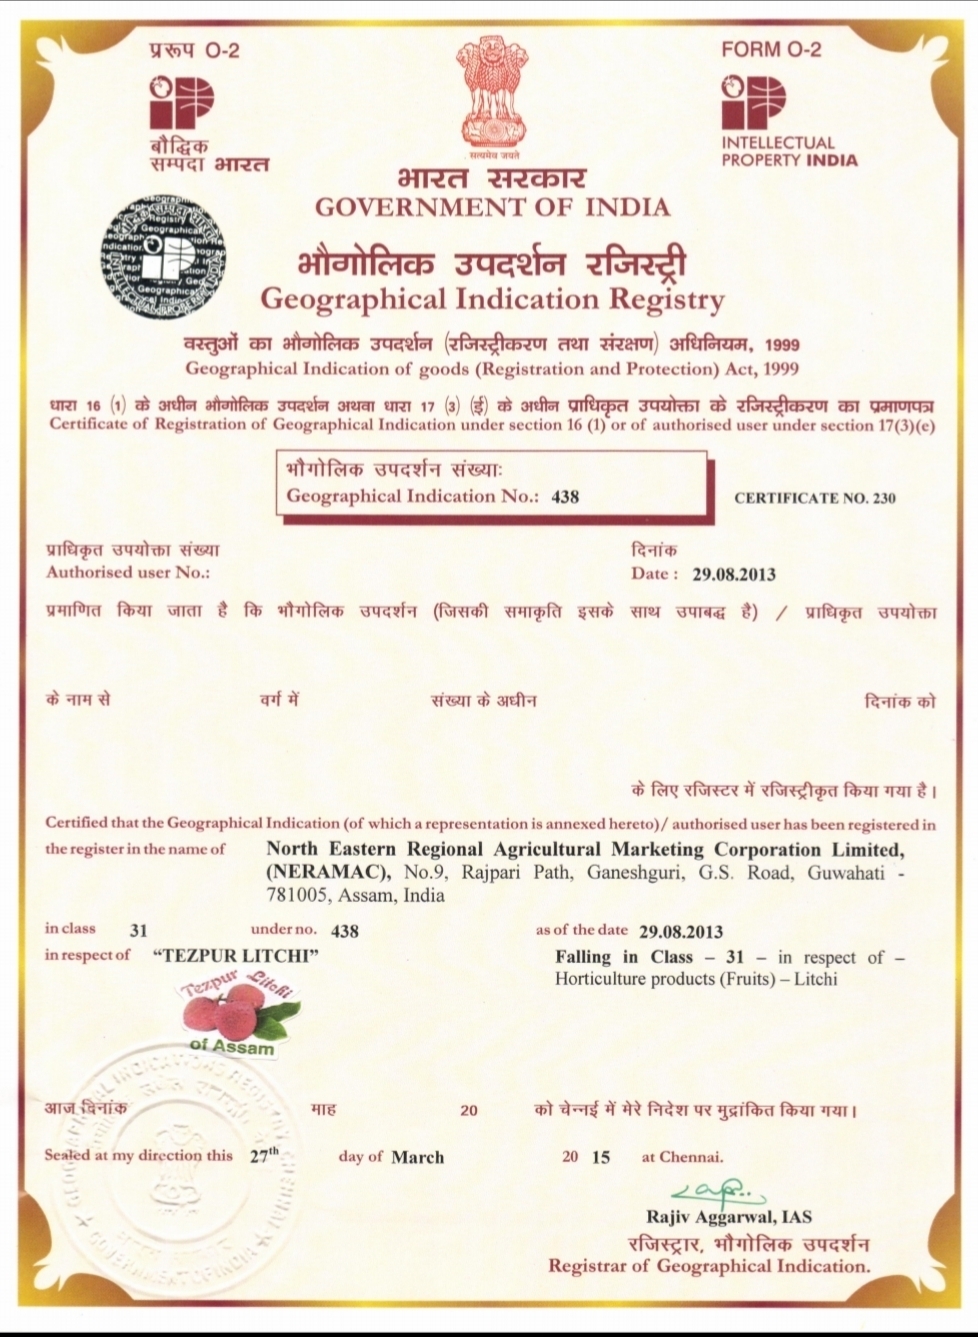 प्ररूप O-2
FORM O-2
बौद्धिक
सम्पदा भारत
INTELLECTUAL
PROPERTY INDIA
सत्यमेव जयते
भारत सरकार
GOVERNMENT OF INDIA
भौगोलिक उपदर्शन रजिस्ट्री
Geographical Indication Registry
वस्तुओं का भौगोलिक उपदर्शन (रजिस्ट्रीकरण तथा संरक्षण) अधिनियम, 1999
Geographical Indication of goods (Registration and Protection) Act, 1999
धारा 16 (1) के अधीन भौगोलिक उपदर्शन अथवा धारा 17 (3) (ई) के अधीन प्राधिकृत उपयोक्ता के रजिस्ट्रीकरण का प्रमाणपत्र
Certificate of Registration of Geographical Indication under section 16 (1) or of authorised user under section 17(3)(e)
भौगोलिक उपदर्शन संख्याः
Geographical Indication No.: 438
CERTIFICATE NO. 230
प्राधिकृत उपयोक्ता संख्या
दिनांक
Authorised user No.:
Date : 29.08.2013
प्रमाणित किया जाता है कि भौगोलिक उपदर्शन (जिसकी समाकृति इसके साथ उपाबद्ध है) / प्राधिकृत उपयोक्ता
के नाम से वर्ग में संख्या के अधीन दिनांक को
के लिए रजिस्टर में रजिस्ट्रीकृत किया गया है।
Certified that the Geographical Indication (of which a representation is annexed hereto)/ authorised user has been registered in
the register in the name of North Eastern Regional Agricultural Marketing Corporation Limited,
(NERAMAC), No.9, Rajpari Path, Ganeshguri, G.S. Road, Guwahati -
781005, Assam, India
in class 31 under no. 438 as of the date 29.08.2013
in respect of “TEZPUR LITCHI” Falling in Class – 31 – in respect of –
Horticulture products (Fruits) – Litchi
Tezpur Litchi
of Assam
आज दिनांक माह 20 को चेन्नई में मेरे निदेश पर मुद्रांकित किया गया।
Sealed at my direction this 27th day of March 20 15 at Chennai.
Rajiv Aggarwal, IAS
रजिस्ट्रार, भौगोलिक उपदर्शन
Registrar of Geographical Indication.